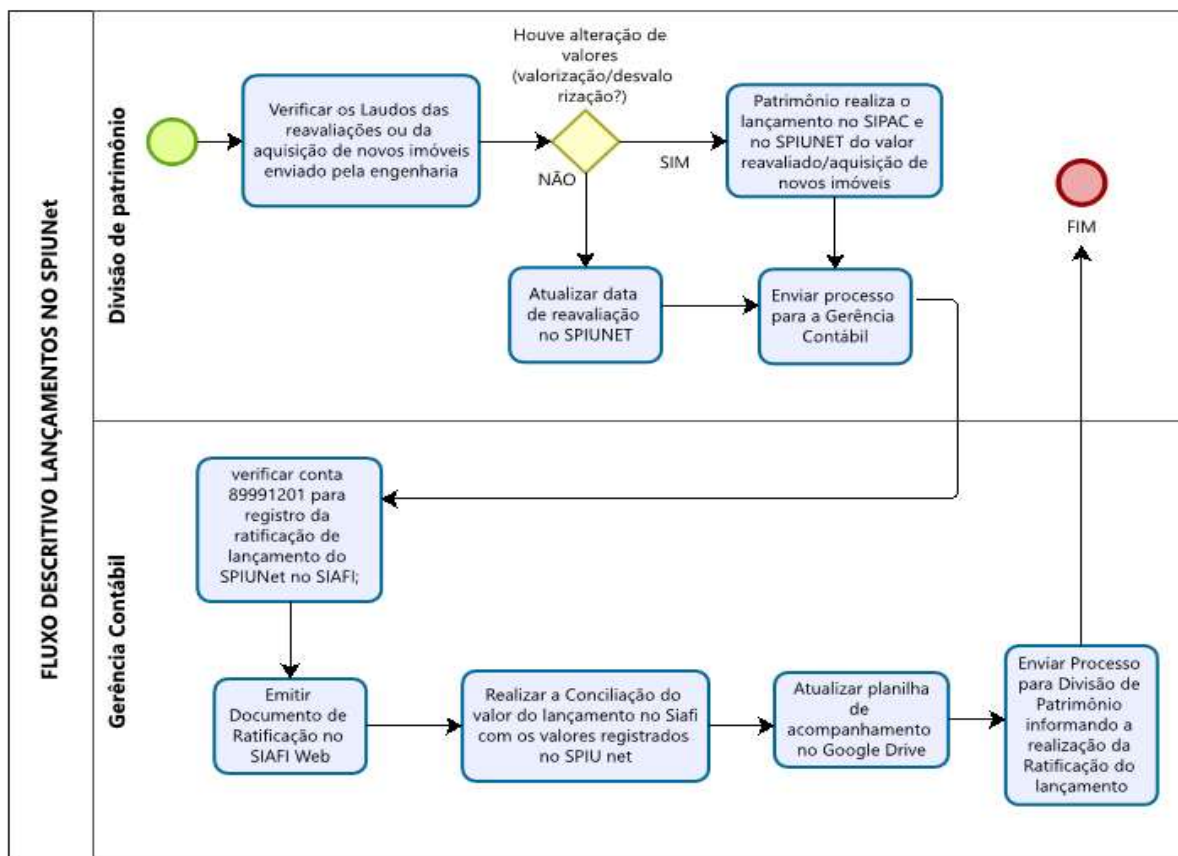 FLUXO DESCRITIVO LANÇAMENTOS NO SPIUNet
Divisão de patrimônio
Verificar os Laudos das
reavaliações ou da
aquisição de novos imóveis
enviado pela engenharia
Houve alteração de
valores
(valorização/desvalo
rização?)
SIM
NÃO
Patrimônio realiza o
lançamento no SIPAC e
no SPIUNET do valor
reavaliado/aquisição de
novos imóveis
Atualizar data
de reavaliação
no SPIUNET
Enviar processo
para a Gerência
Contábil
FIM
Gerência Contábil
verificar conta
89991201 para
registro da
ratificação de
lançamento do
SPIUNet no SIAFI;
Emitir
Documento de
Ratificação no
SIAFI Web
Realizar a Conciliação do
valor do lançamento no Siafi
com os valores registrados
no SPIU net
Atualizar planilha
de
acompanhamento
no Google Drive
Enviar Processo
para Divisão de
Patrimônio
informando a
realização da
Ratificação do
lançamento